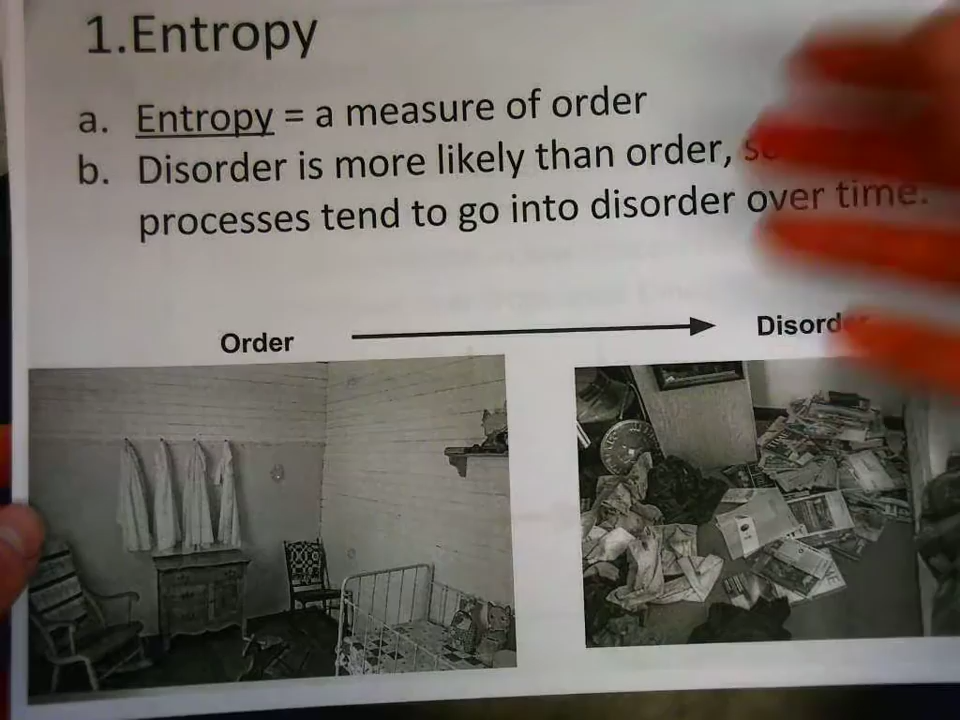 1.Entropy
a. Entropy = a measure of order
b. Disorder is more likely than order,
processes tend to go into disorder over time.
Order